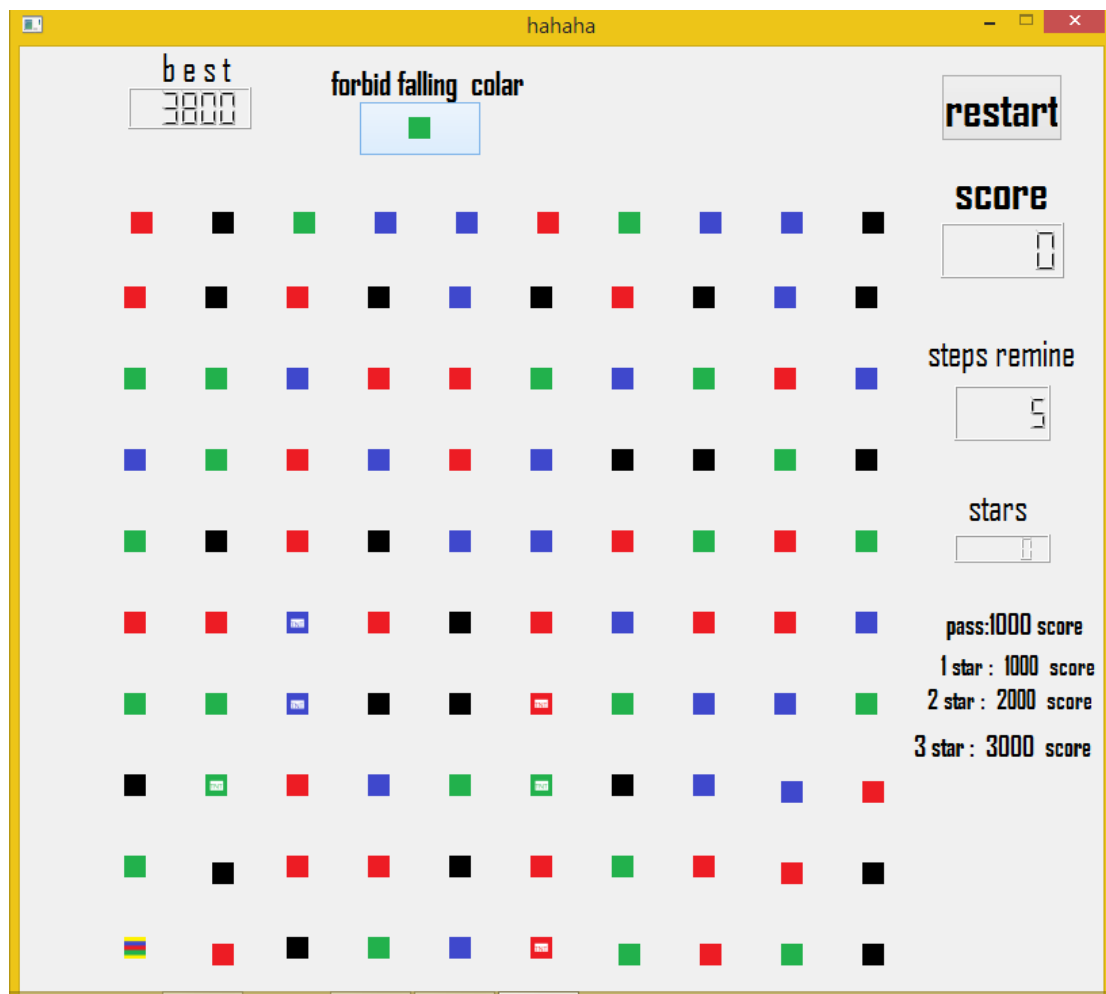 hahaha
best
3800
forbid falling colar
restart
score
0
steps remine
5
stars
0
pass:1000 score
1 star : 1000 score
2 star : 2000 score
3 star : 3000 score